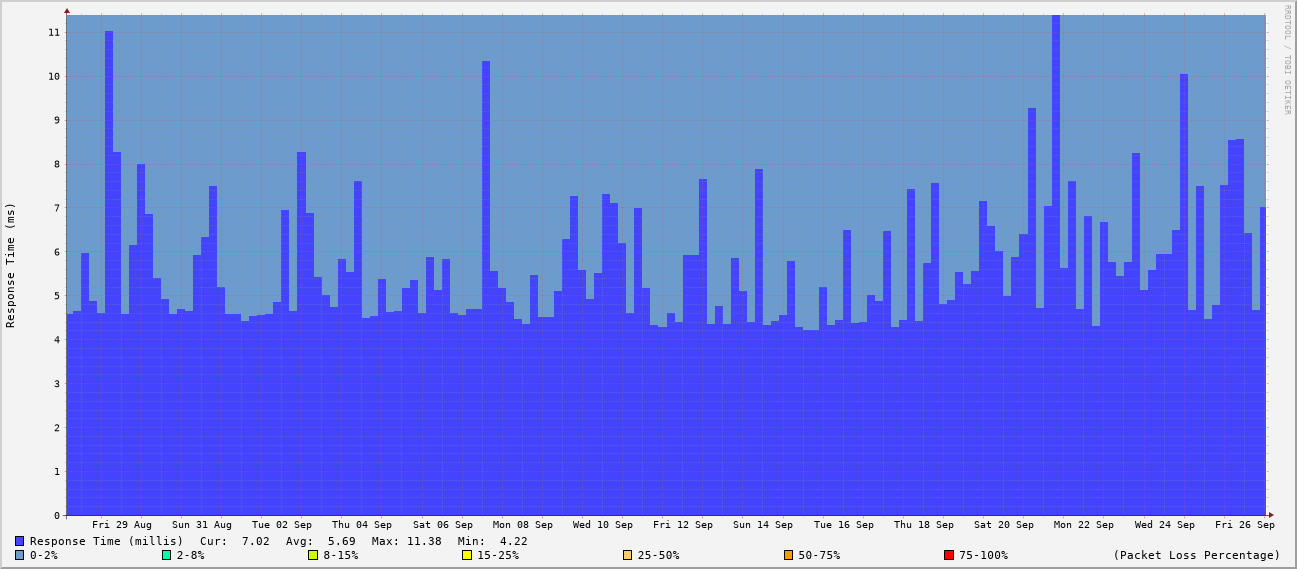 RRDTOOL / TOBI OETIKER
Response Time (ms)
11
10
9
8
7
6
5
4
3
2
1
0
Fri 29 Aug Sun 31 Aug Tue 02 Sep Thu 04 Sep Sat 06 Sep Mon 08 Sep Wed 10 Sep Fri 12 Sep Sun 14 Sep Tue 16 Sep Thu 18 Sep Sat 20 Sep Mon 22 Sep Wed 24 Sep Fri 26 Sep
Response Time (millis) Cur: 7.02 Avg: 5.69 Max: 11.38 Min: 4.22
0-2% 2-8% 8-15% 15-25% 25-50% 50-75% 75-100% (Packet Loss Percentage)